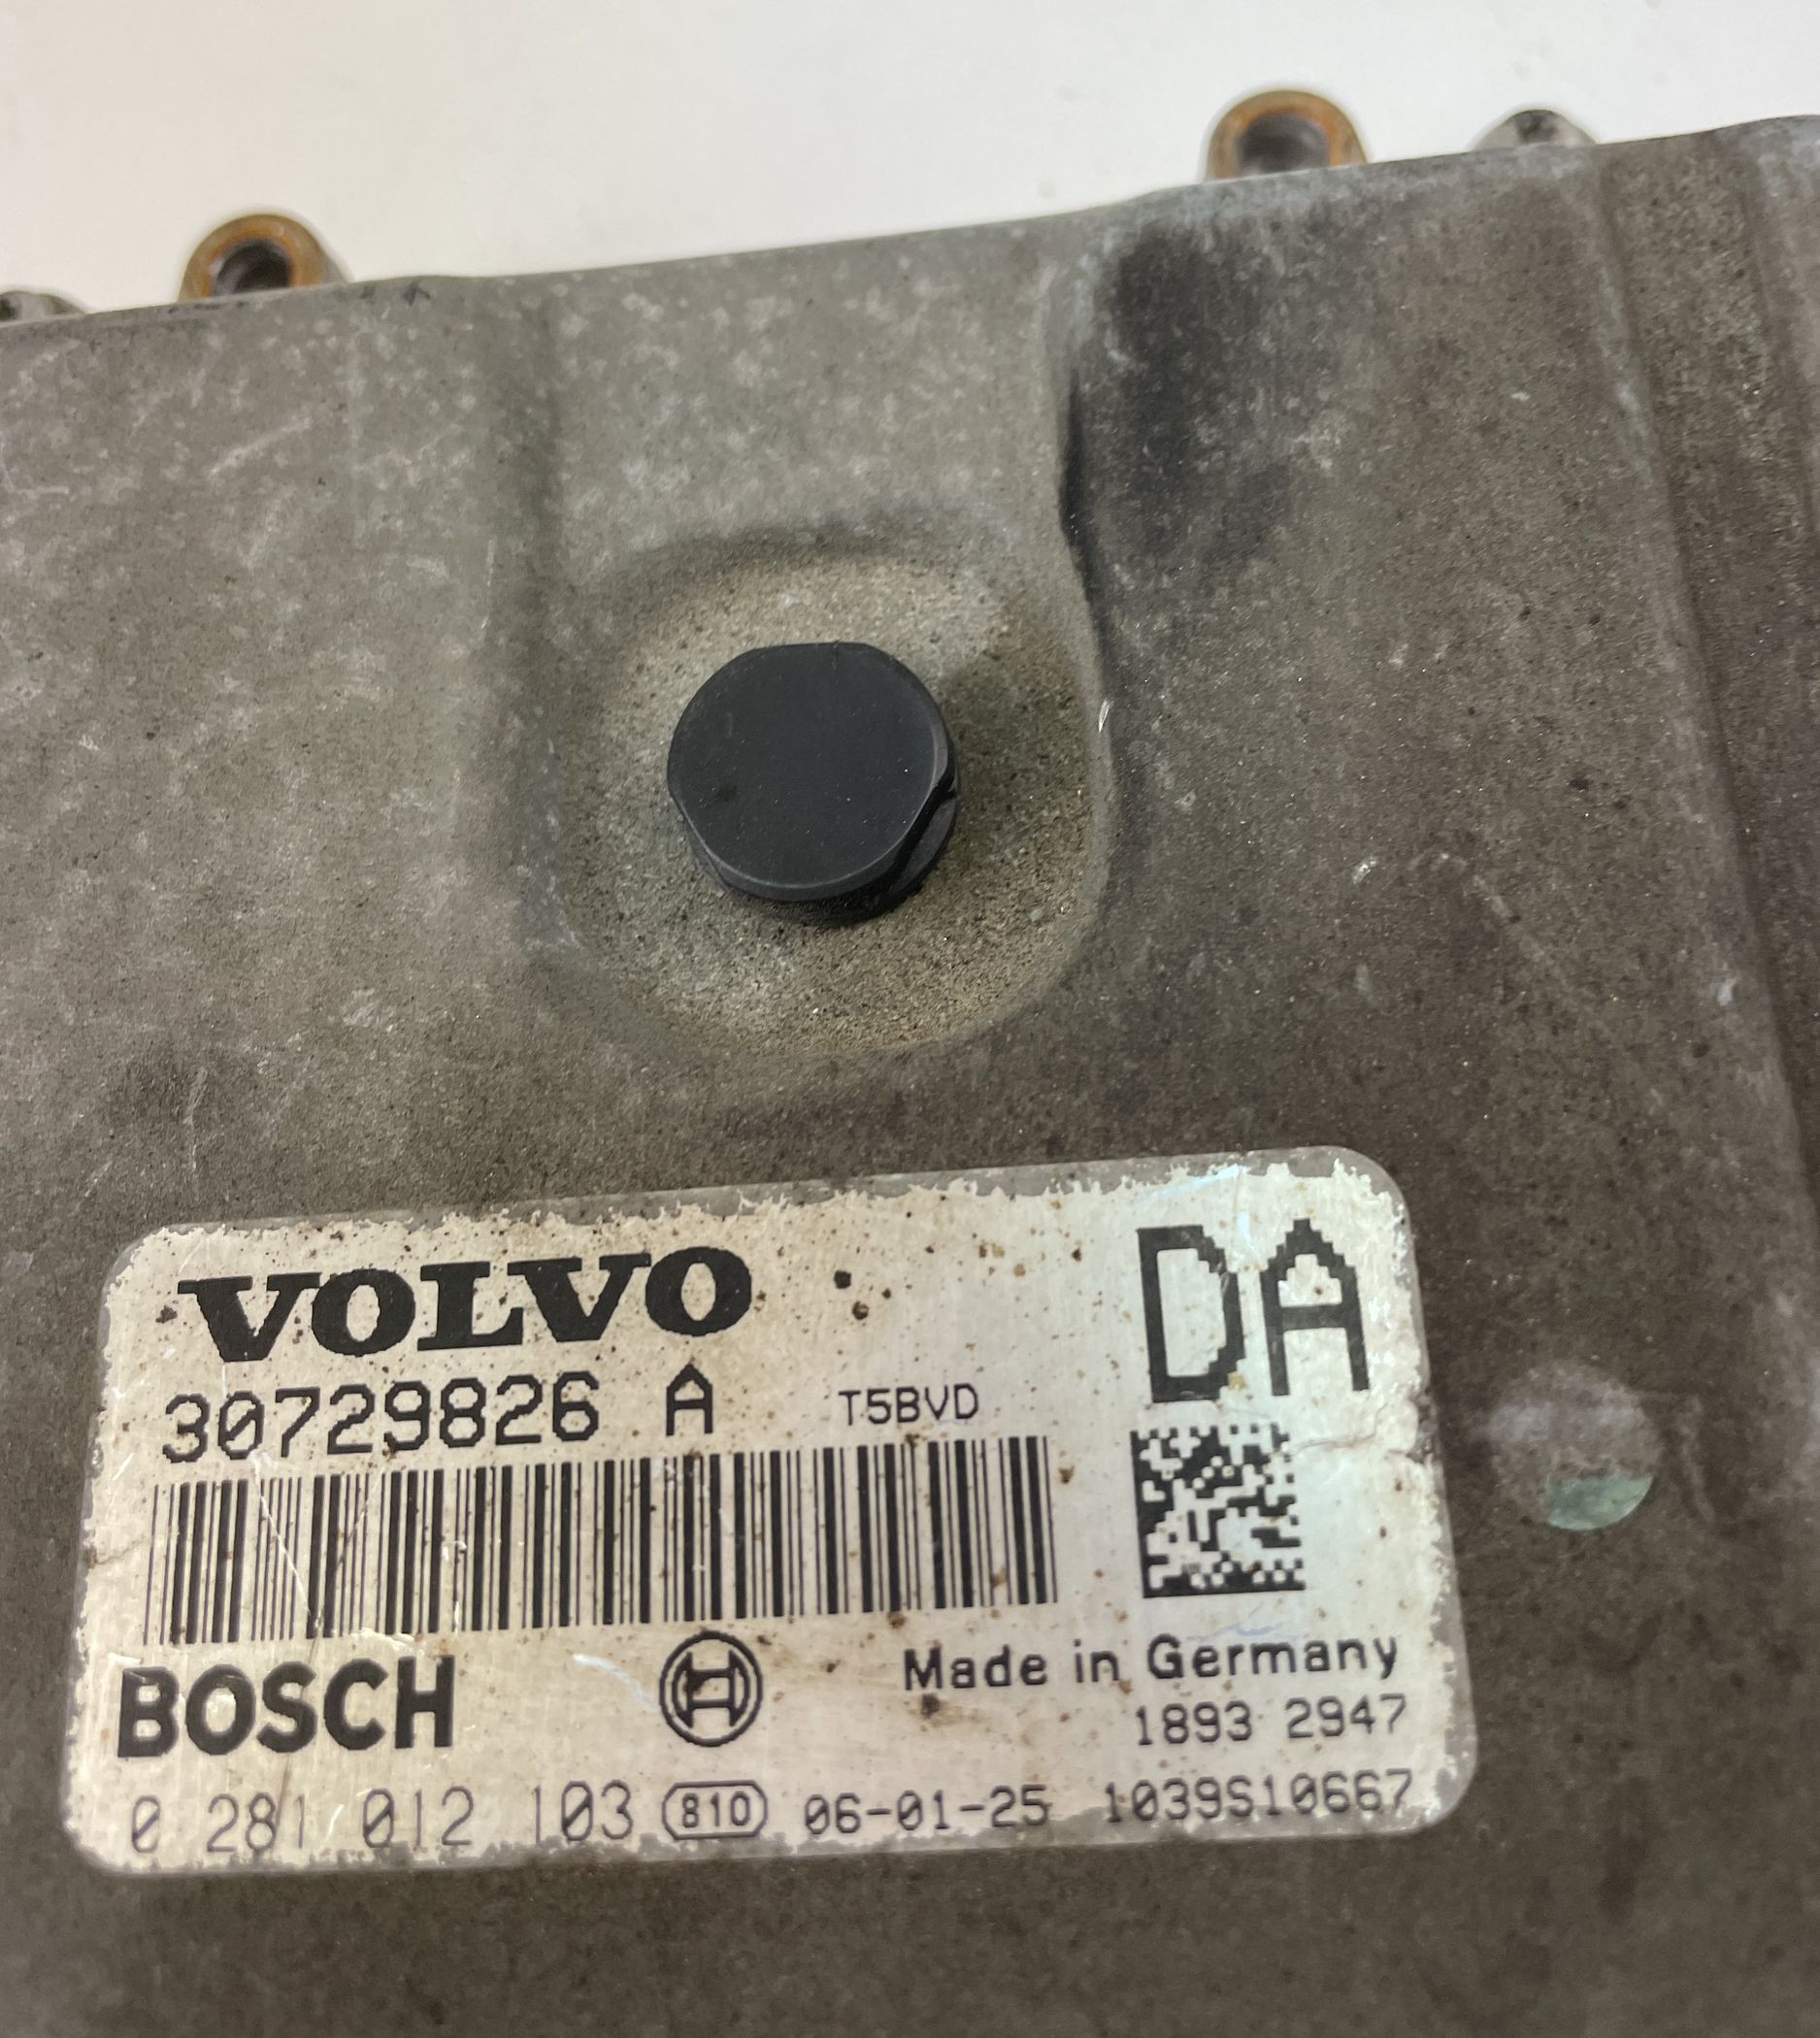 VOLVO
DA
30729826 A T5BVD
BOSCH
Made in Germany
1893 2947
0 281 012 103 810 06-01-25 1039S10667